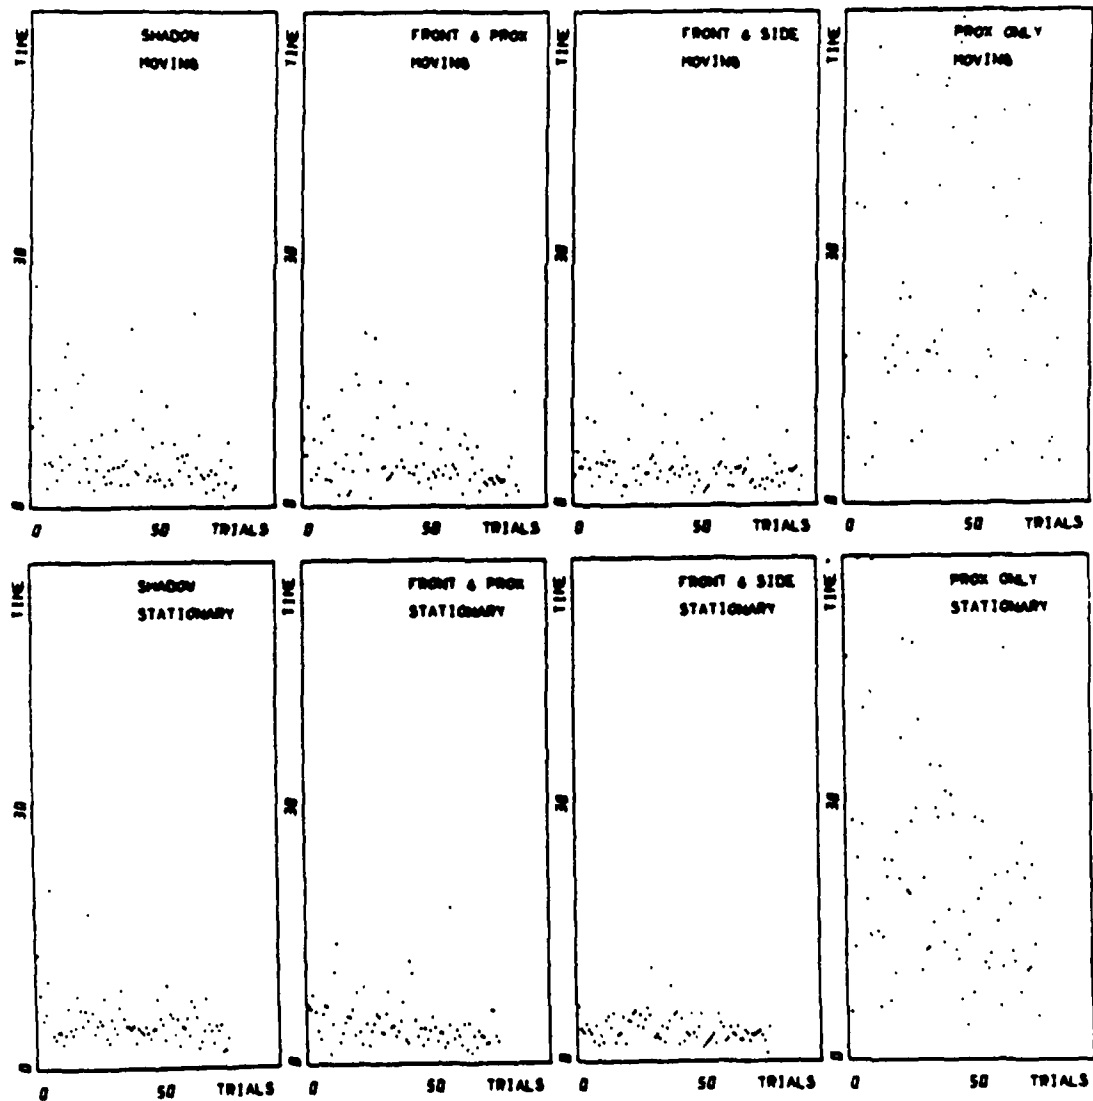 TIME SHADOW TIME FRONT & PROX TIME FRONT & SIDE TIME PROX ONLY
MOVING MOVING MOVING MOVING
30 30 30 30
0 0 0 0
0 50 TRIALS 0 50 TRIALS 0 50 TRIALS 0 50 TRIALS
TIME SHADOW TIME FRONT & PROX TIME FRONT & SIDE TIME PROX ONLY
STATIONARY STATIONARY STATIONARY STATIONARY
30 30 30 30
0 0 0 0
0 50 TRIALS 0 50 TRIALS 0 50 TRIALS 0 50 TRIALS